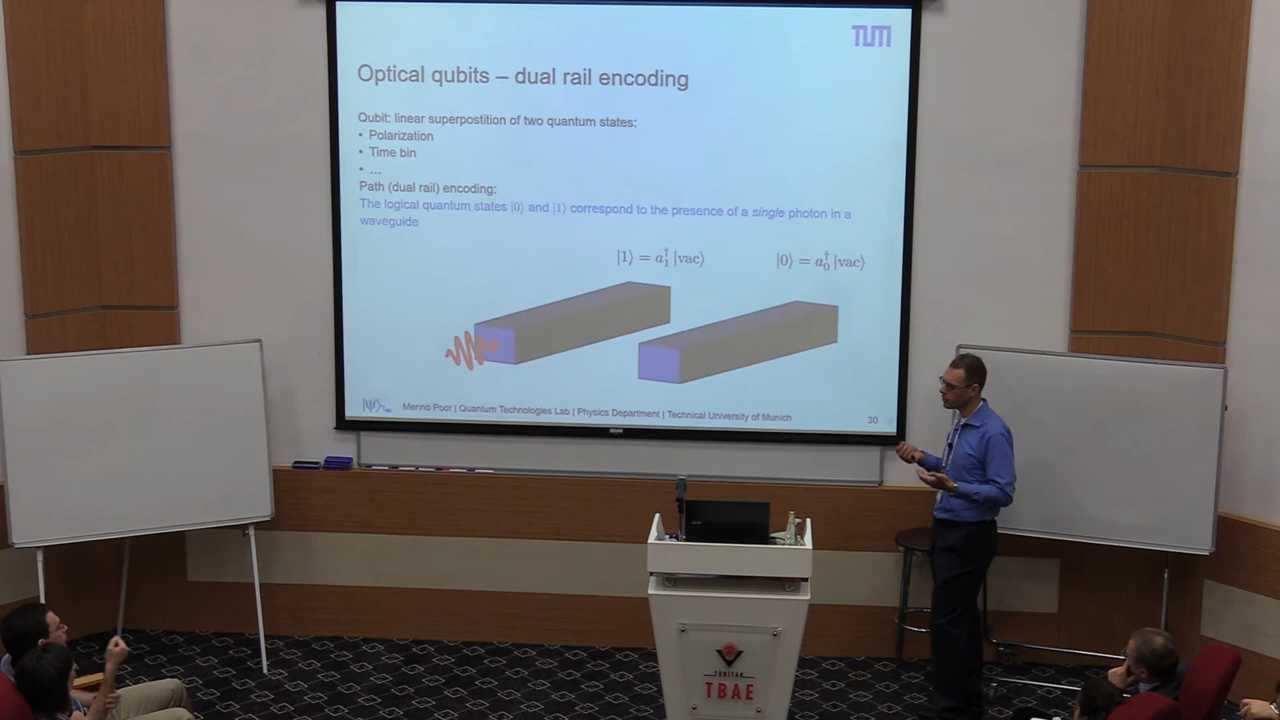 TUM
Optical qubits – dual rail encoding
Qubit: linear superpostition of two quantum states:
• Polarization
• Time bin
• ...
Path (dual rail) encoding:
The logical quantum states |0⟩ and |1⟩ correspond to the presence of a single photon in a
waveguide
|1⟩ = a₁†|vac⟩ |0⟩ = a₀†|vac⟩
Menno Poot | Quantum Technologies Lab | Physics Department | Technical University of Munich 30
TÜBİTAK
TBAE